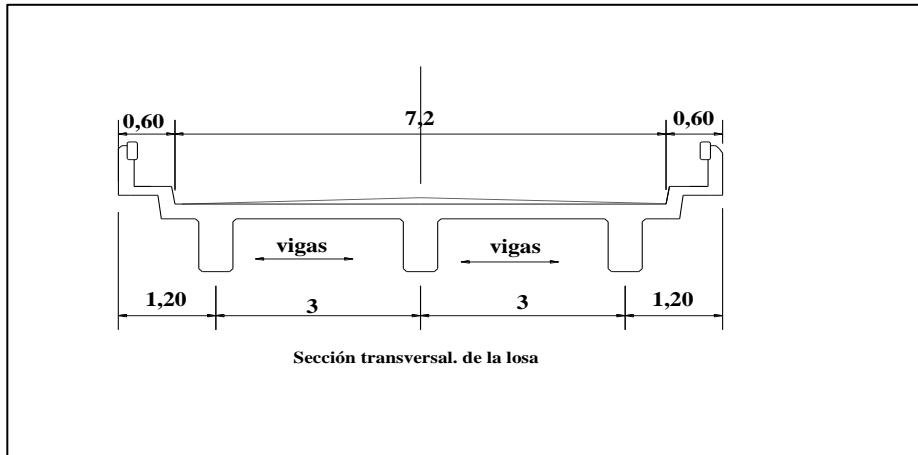 0,60 7,2 0,60
vigas vigas
1,20 3 3 1,20
Sección transversal. de la losa